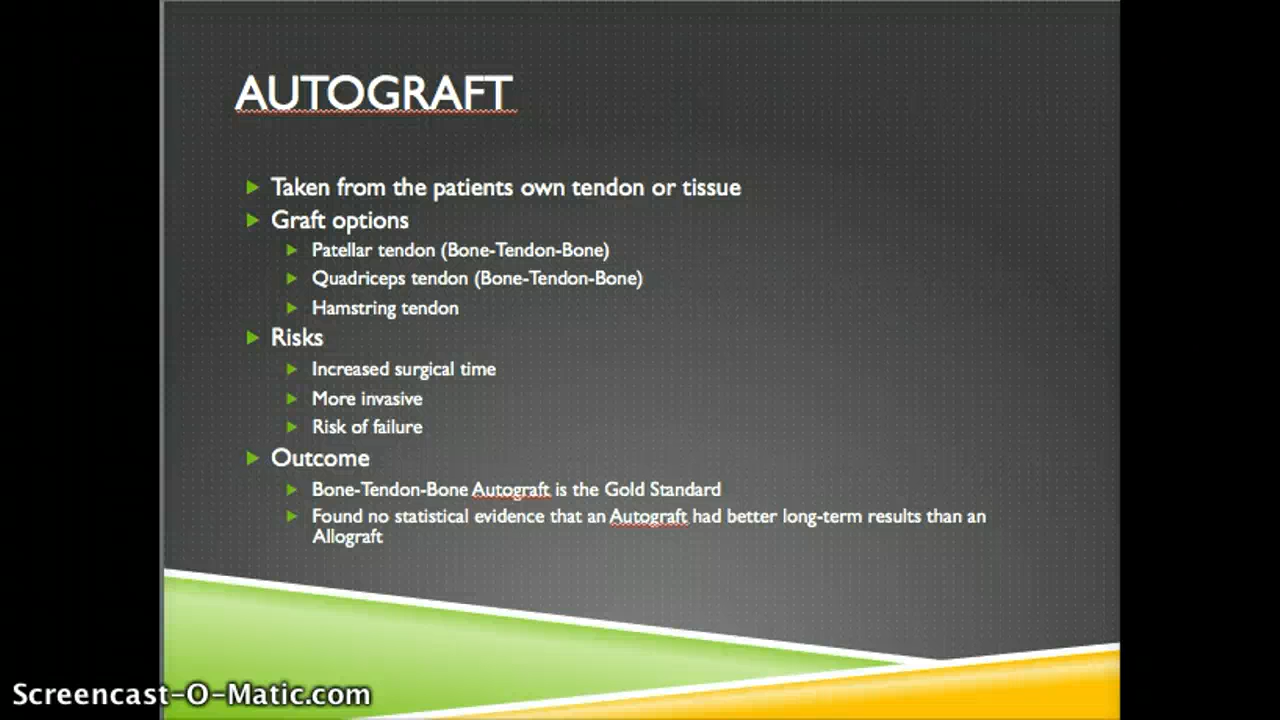 AUTOGRAFT
Taken from the patients own tendon or tissue
Graft options
Patellar tendon (Bone-Tendon-Bone)
Quadriceps tendon (Bone-Tendon-Bone)
Hamstring tendon
Risks
Increased surgical time
More invasive
Risk of failure
Outcome
Bone-Tendon-Bone Autograft is the Gold Standard
Found no statistical evidence that an Autograft had better long-term results than an
Allograft
Screencast-O-Matic.com